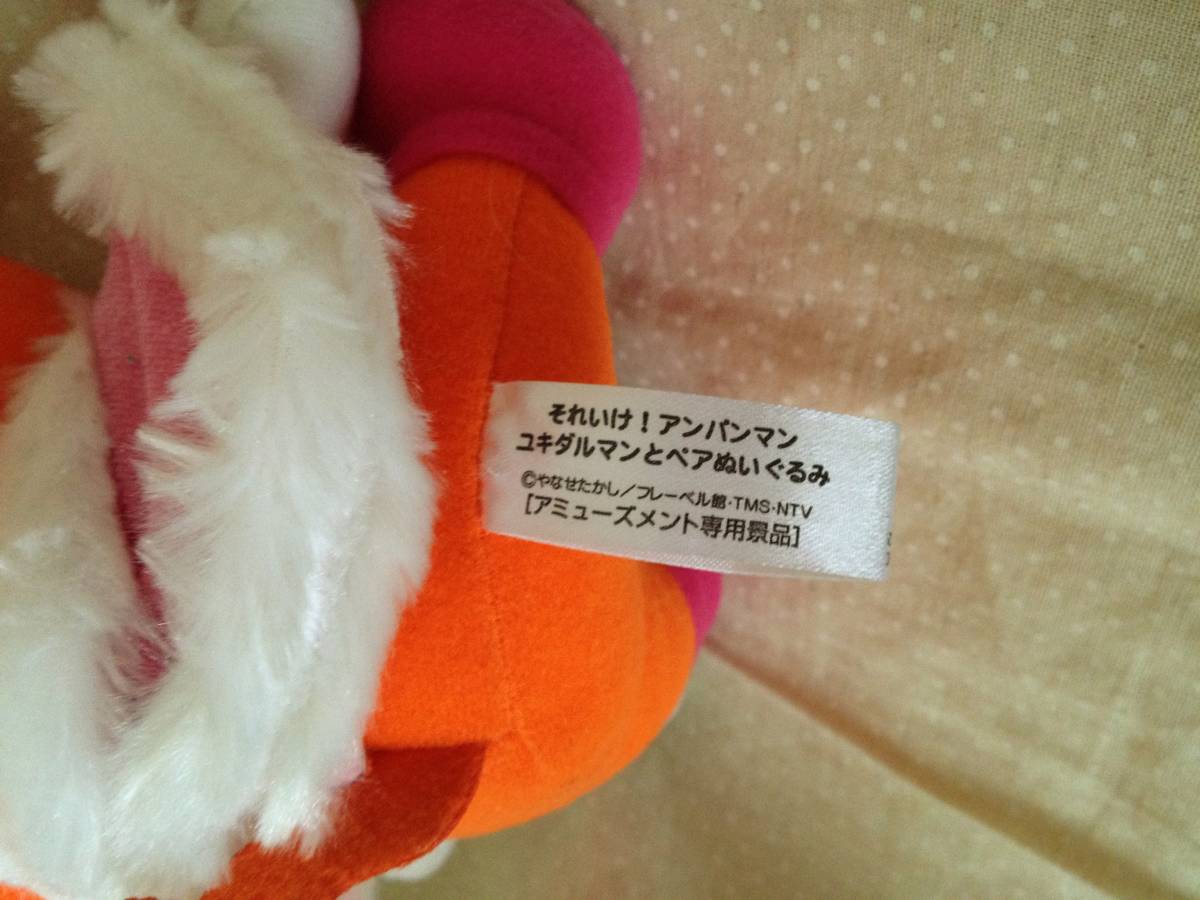 それいけ！アンパンマン
ユキダルマンとペアぬいぐるみ
©やなせたかし／フレーベル館・TMS・NTV
［アミューズメント専用景品］